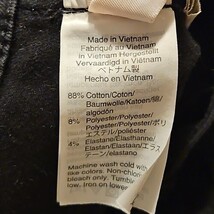 Made in Vietnam
Fabriqué au Vietnam
Hergestellt in Vietnam
Vervaardigd in Vietnam
ベトナム製
Hecho en Vietnam
88% Cotton/Coton/
Baumwolle/Katoen/綿/
algodón
8% Polyester/Polyester/
Polyester/Polyester/ポリ
エステル/poliéster
4% Elastane/Elasthanne/
Elastan/Elastaan/エラス
テーン/elastano
Machine wash cold with
like colors. Non-chlorine
bleach only. Tumble dry
low. Iron on lower